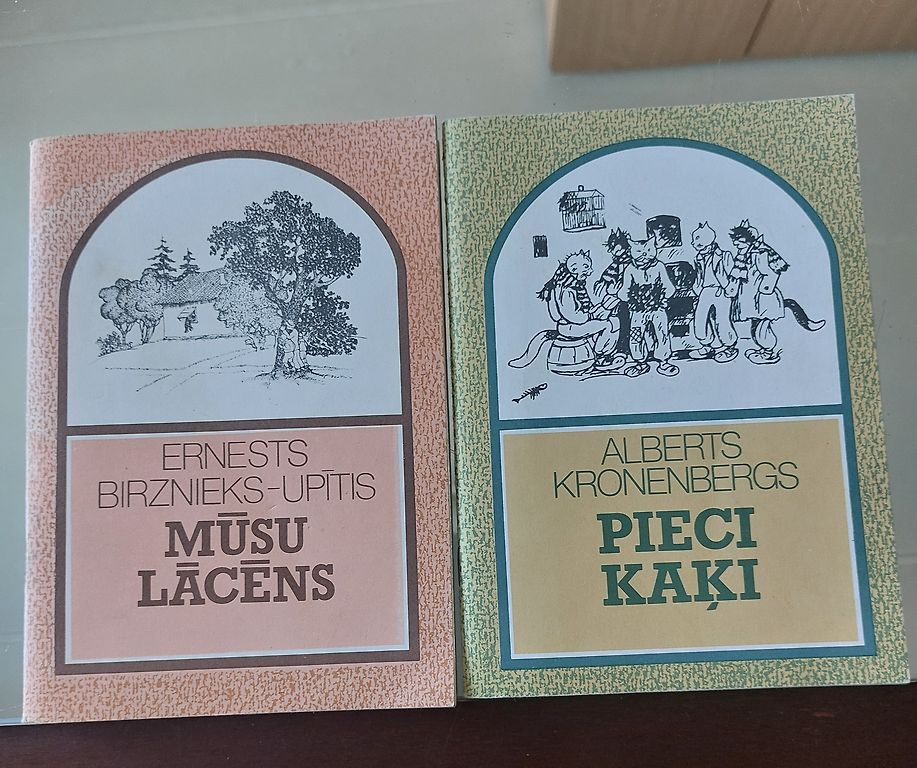 ERNESTS
BIRZNIEKS-UPĪTIS
MŪSU
LĀCĒNS
ALBERTS
KRONENBERGS
PIECI
KAĶI